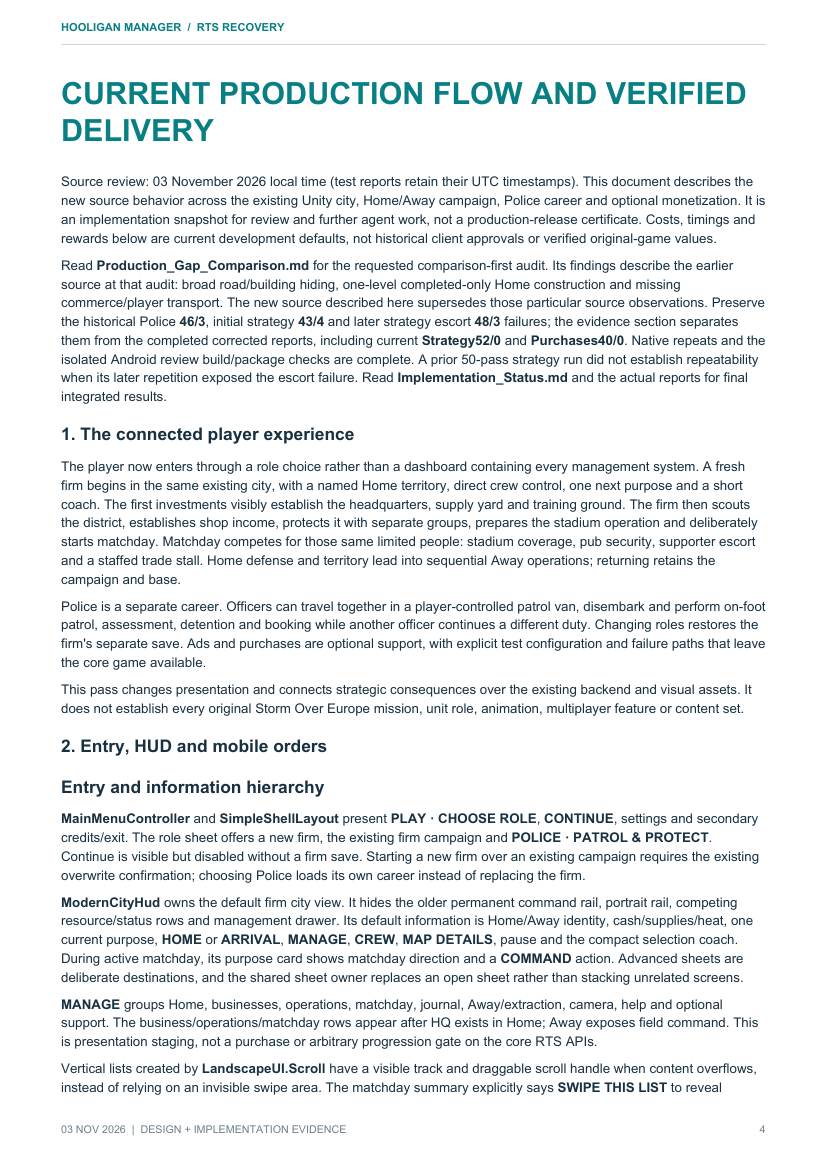 HOOLIGAN MANAGER / RTS RECOVERY
CURRENT PRODUCTION FLOW AND VERIFIED
DELIVERY
Source review: 03 November 2026 local time (test reports retain their UTC timestamps). This document describes the
new source behavior across the existing Unity city, Home/Away campaign, Police career and optional monetization. It is
an implementation snapshot for review and further agent work, not a production-release certificate. Costs, timings and
rewards below are current development defaults, not historical client approvals or verified original-game values.
Read Production_Gap_Comparison.md for the requested comparison-first audit. Its findings describe the earlier
source at that audit: broad road/building hiding, one-level completed-only Home construction and missing
commerce/player transport. The new source described here supersedes those particular source observations. Preserve
the historical Police 46/3, initial strategy 43/4 and later strategy escort 48/3 failures; the evidence section separates
them from the completed corrected reports, including current Strategy52/0 and Purchases40/0. Native repeats and the
isolated Android review build/package checks are complete. A prior 50-pass strategy run did not establish repeatability
when its later repetition exposed the escort failure. Read Implementation_Status.md and the actual reports for final
integrated results.
1. The connected player experience
The player now enters through a role choice rather than a dashboard containing every management system. A fresh
firm begins in the same existing city, with a named Home territory, direct crew control, one next purpose and a short
coach. The first investments visibly establish the headquarters, supply yard and training ground. The firm then scouts
the district, establishes shop income, protects it with separate groups, prepares the stadium operation and deliberately
starts matchday. Matchday competes for those same limited people: stadium coverage, pub security, supporter escort
and a staffed trade stall. Home defense and territory lead into sequential Away operations; returning retains the
campaign and base.
Police is a separate career. Officers can travel together in a player-controlled patrol van, disembark and perform on-foot
patrol, assessment, detention and booking while another officer continues a different duty. Changing roles restores the
firm's separate save. Ads and purchases are optional support, with explicit test configuration and failure paths that leave
the core game available.
This pass changes presentation and connects strategic consequences over the existing backend and visual assets. It
does not establish every original Storm Over Europe mission, unit role, animation, multiplayer feature or content set.
2. Entry, HUD and mobile orders
Entry and information hierarchy
MainMenuController and SimpleShellLayout present PLAY · CHOOSE ROLE, CONTINUE, settings and secondary
credits/exit. The role sheet offers a new firm, the existing firm campaign and POLICE · PATROL & PROTECT.
Continue is visible but disabled without a firm save. Starting a new firm over an existing campaign requires the existing
overwrite confirmation; choosing Police loads its own career instead of replacing the firm.
ModernCityHud owns the default firm city view. It hides the older permanent command rail, portrait rail, competing
resource/status rows and management drawer. Its default information is Home/Away identity, cash/supplies/heat, one
current purpose, HOME or ARRIVAL, MANAGE, CREW, MAP DETAILS, pause and the compact selection coach.
During active matchday, its purpose card shows matchday direction and a COMMAND action. Advanced sheets are
deliberate destinations, and the shared sheet owner replaces an open sheet rather than stacking unrelated screens.
MANAGE groups Home, businesses, operations, matchday, journal, Away/extraction, camera, help and optional
support. The business/operations/matchday rows appear after HQ exists in Home; Away exposes field command. This
is presentation staging, not a purchase or arbitrary progression gate on the core RTS APIs.
Vertical lists created by LandscapeUI.Scroll have a visible track and draggable scroll handle when content overflows,
instead of relying on an invisible swipe area. The matchday summary explicitly says SWIPE THIS LIST to reveal
03 NOV 2026 | DESIGN + IMPLEMENTATION EVIDENCE
4